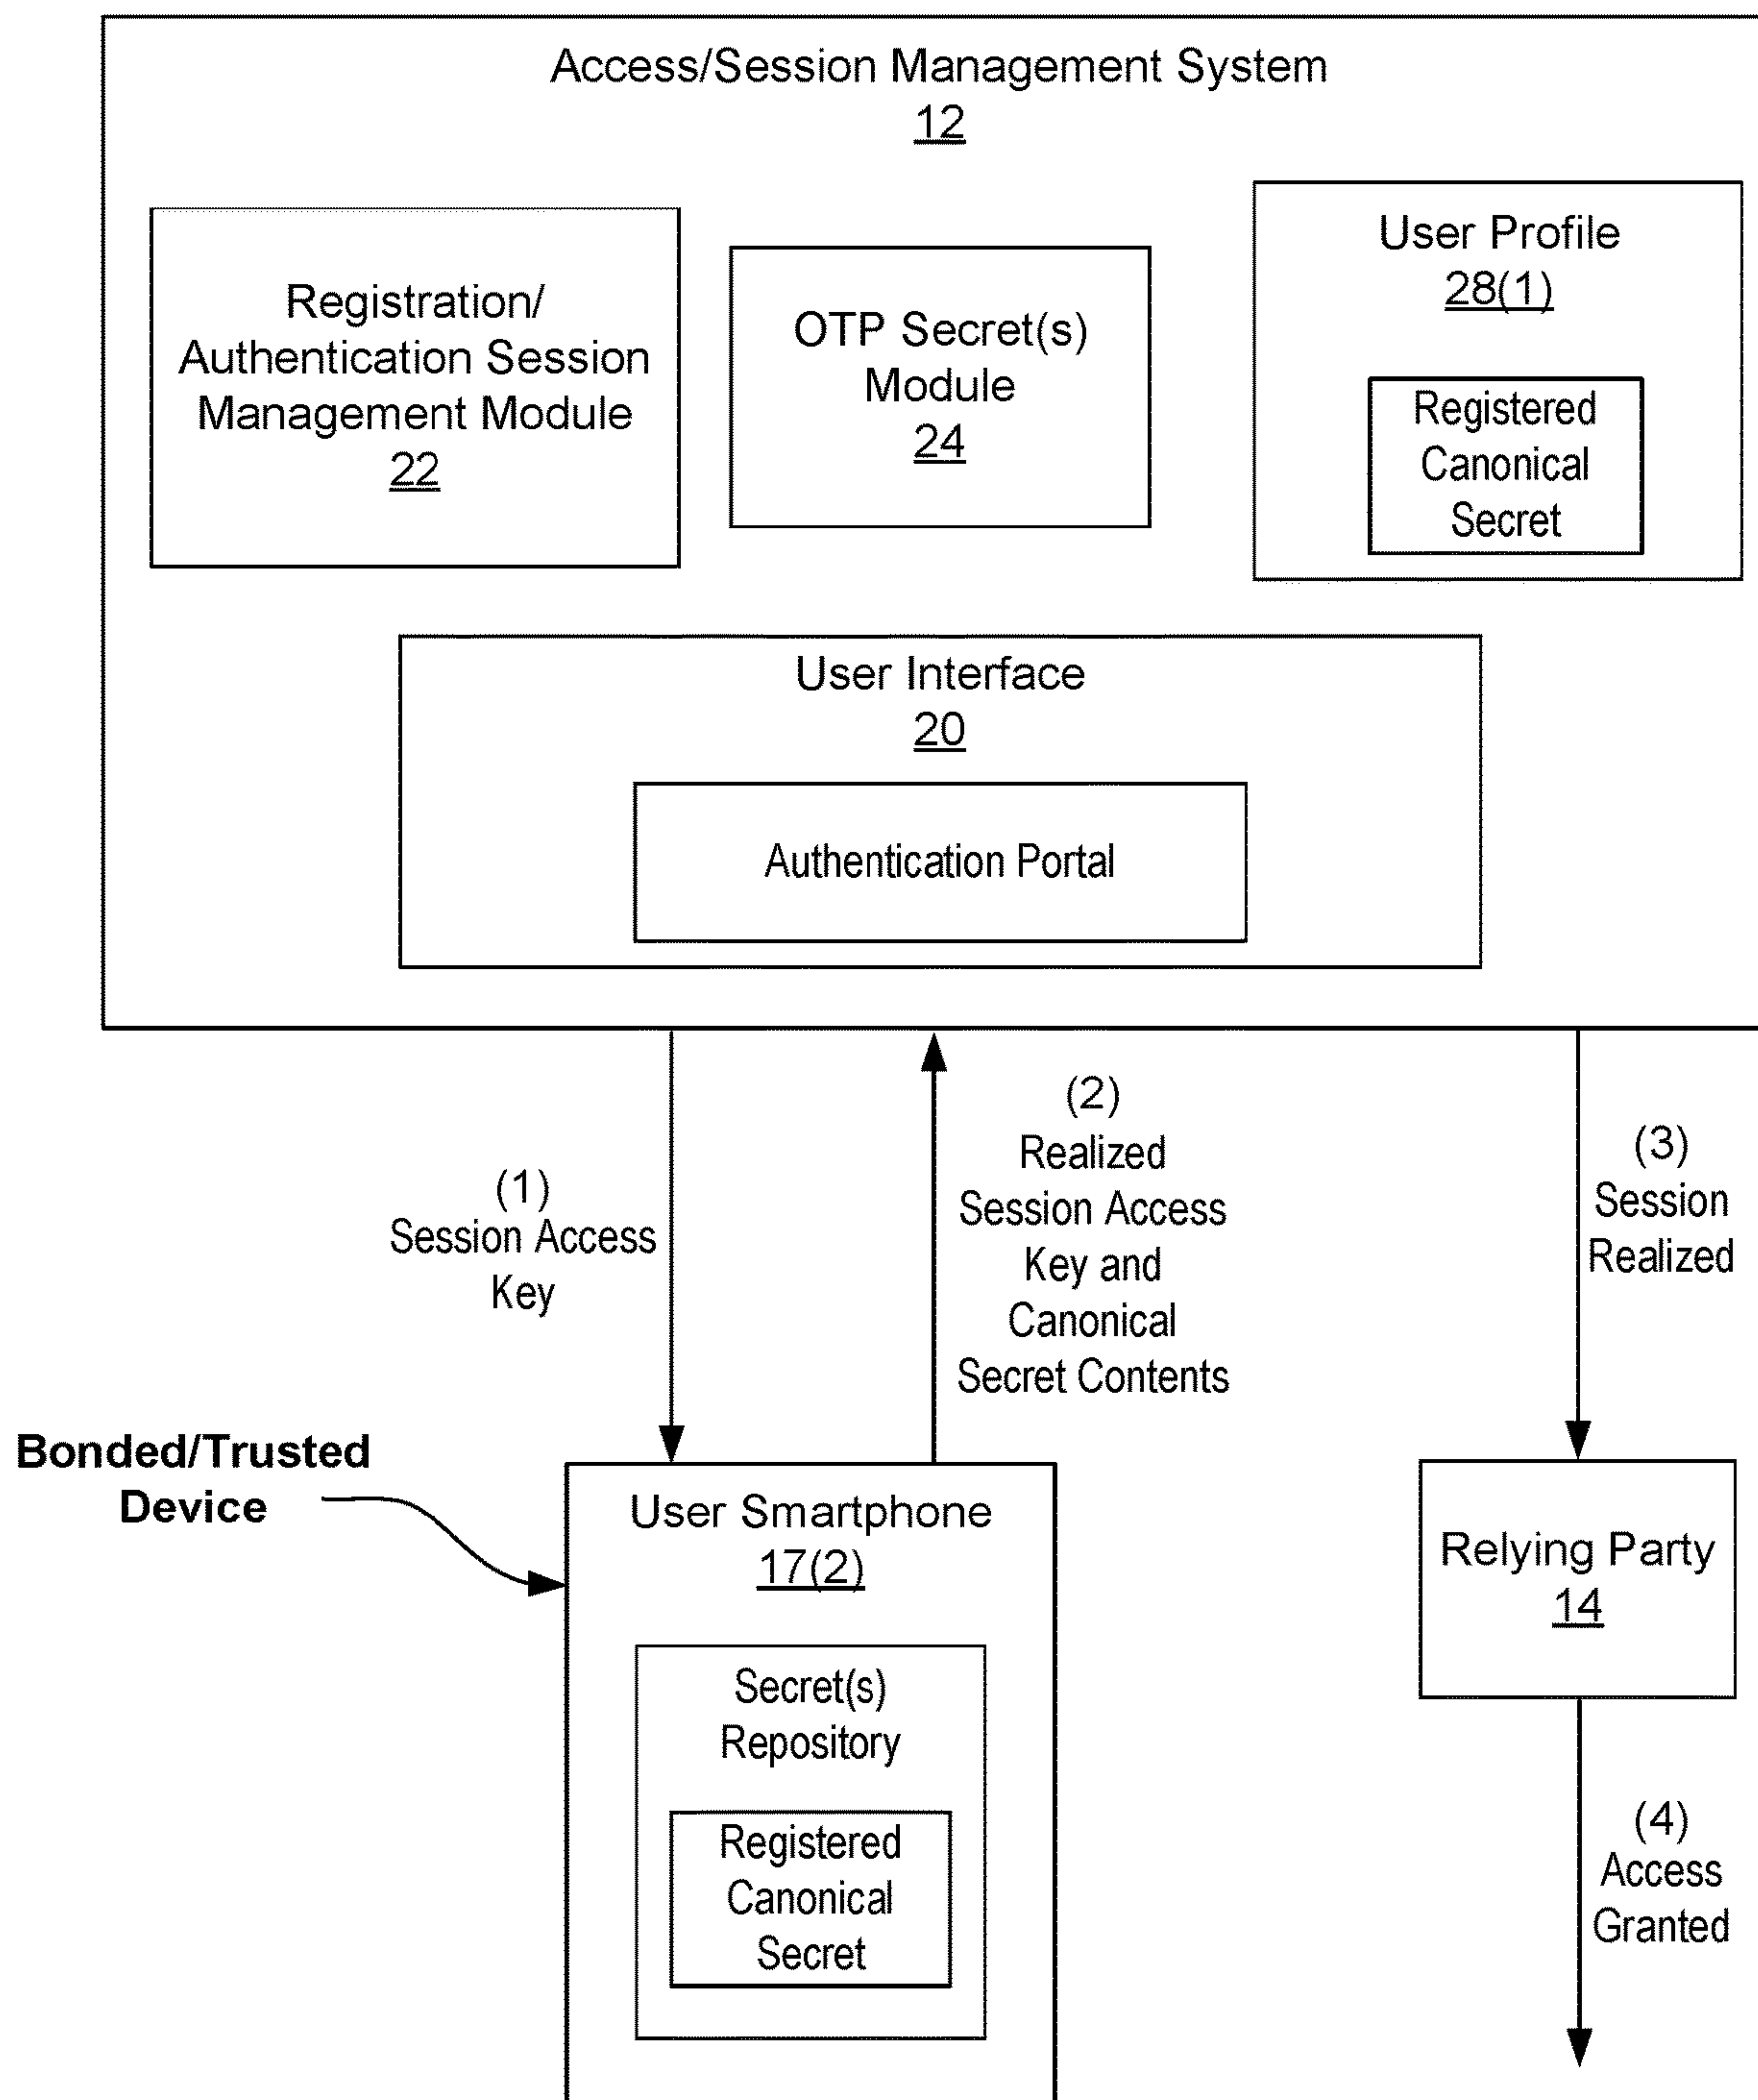 Access/Session Management System
12
Registration/
Authentication Session
Management Module
22
OTP Secret(s)
Module
24
User Profile
28(1)
Registered
Canonical
Secret
User Interface
20
Authentication Portal
(1)
Session Access
Key
(2)
Realized
Session Access
Key and
Canonical
Secret Contents
(3)
Session
Realized
Bonded/Trusted
Device
User Smartphone
17(2)
Secret(s)
Repository
Registered
Canonical
Secret
Relying Party
14
(4)
Access
Granted